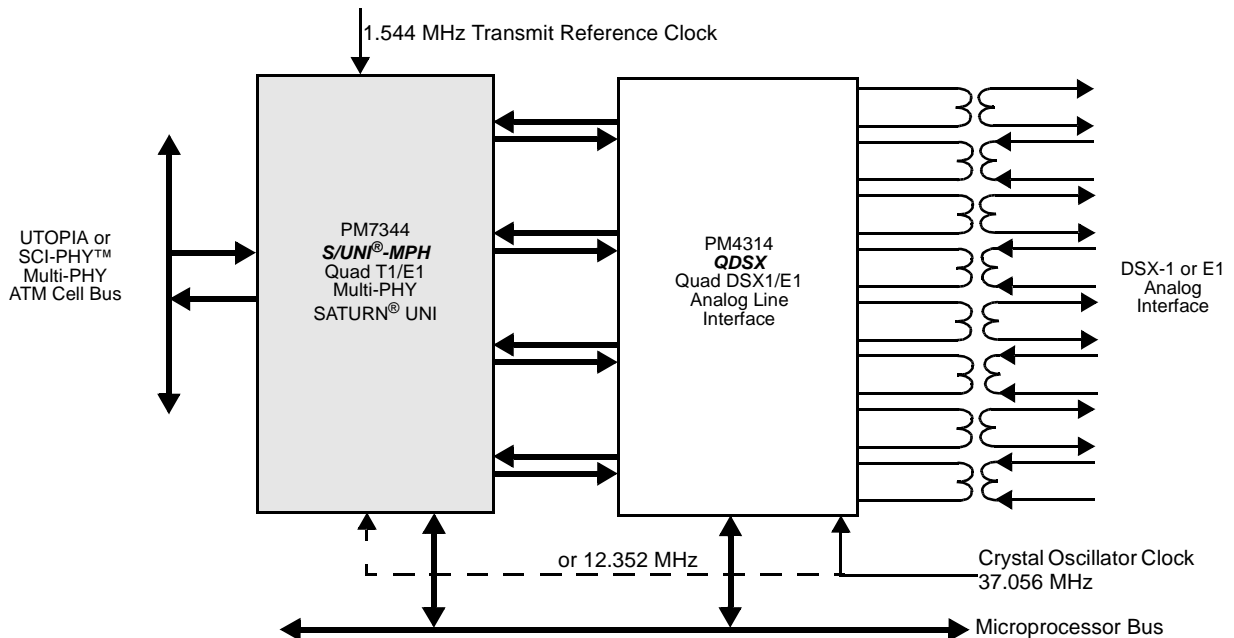 1.544 MHz Transmit Reference Clock
UTOPIA or
SCI-PHY™
Multi-PHY
ATM Cell Bus
PM7344
S/UNI®-MPH
Quad T1/E1
Multi-PHY
SATURN® UNI
PM4314
QDSX
Quad DSX1/E1
Analog Line
Interface
DSX-1 or E1
Analog
Interface
or 12.352 MHz
Crystal Oscillator Clock
37.056 MHz
Microprocessor Bus